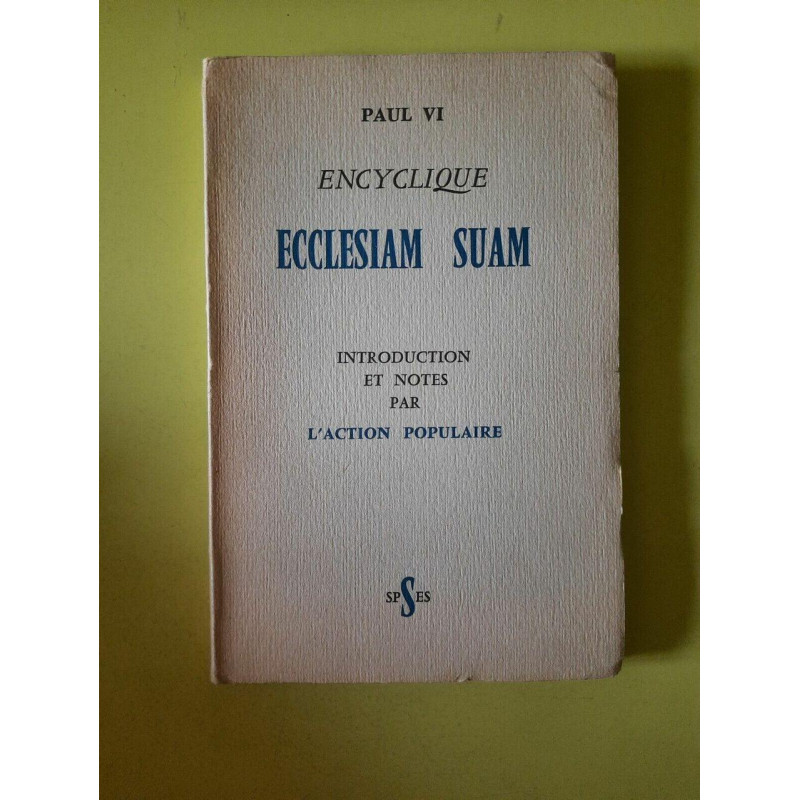 PAUL VI
ENCYCLIQUE
ECCLESIAM SUAM
INTRODUCTION
ET NOTES
PAR
L'ACTION POPULAIRE
SPES